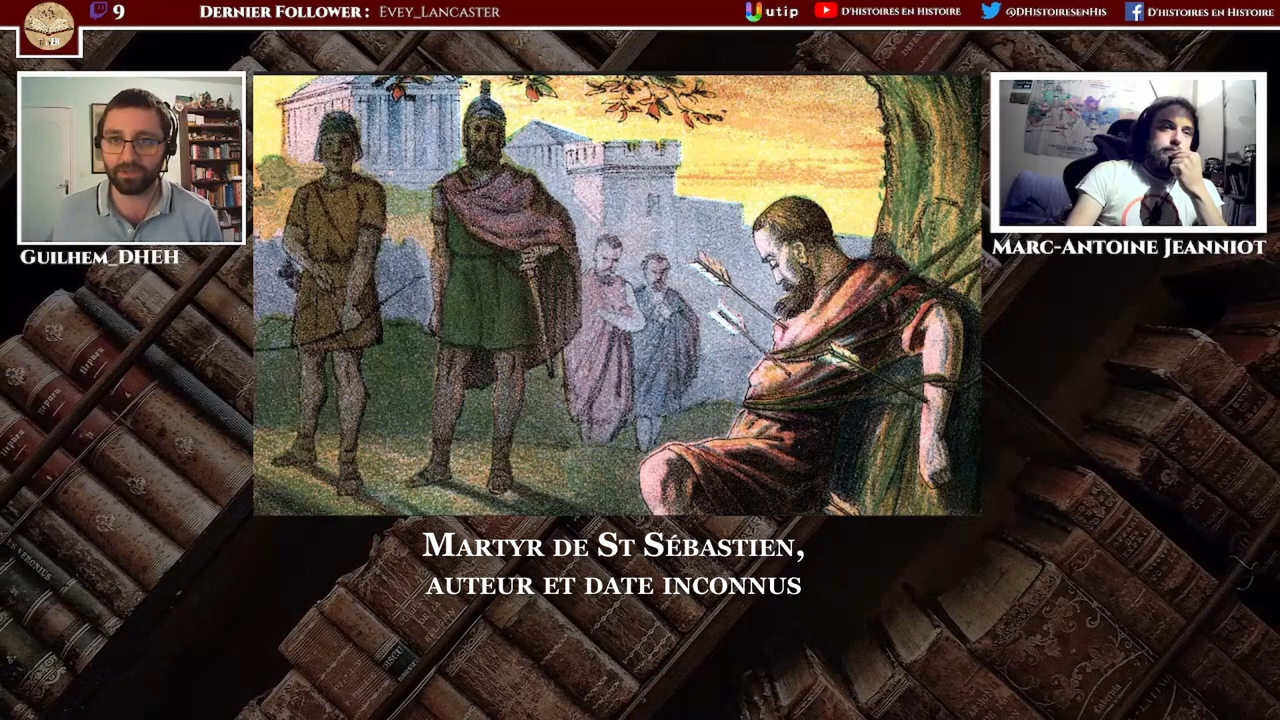 9
Dernier Follower : Evey_Lancaster
utip
D'histoires en Histoire
@DHistoiresenHis
D'histoires en Histoire
Guilhem_DHEH
Marc-Antoine Jeanniot
Martyr de St Sébastien,
auteur et date inconnus